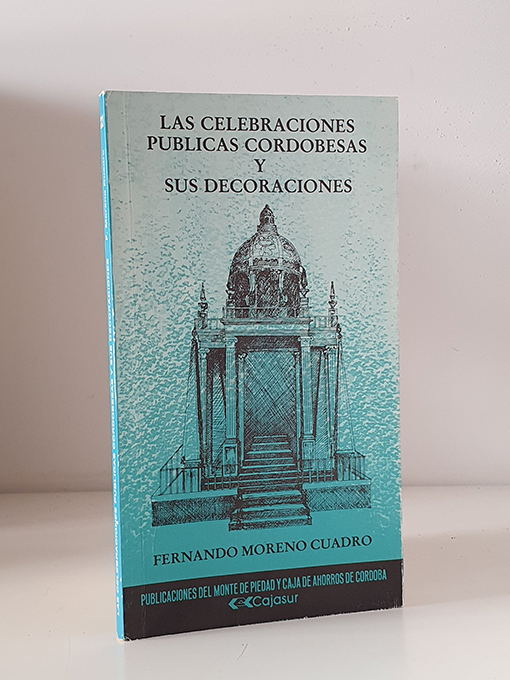 LAS CELEBRACIONES
PUBLICAS CORDOBESAS
Y
SUS DECORACIONES
FERNANDO MORENO CUADRO
PUBLICACIONES DEL MONTE DE PIEDAD Y CAJA DE AHORROS DE CORDOBA
Cajasur